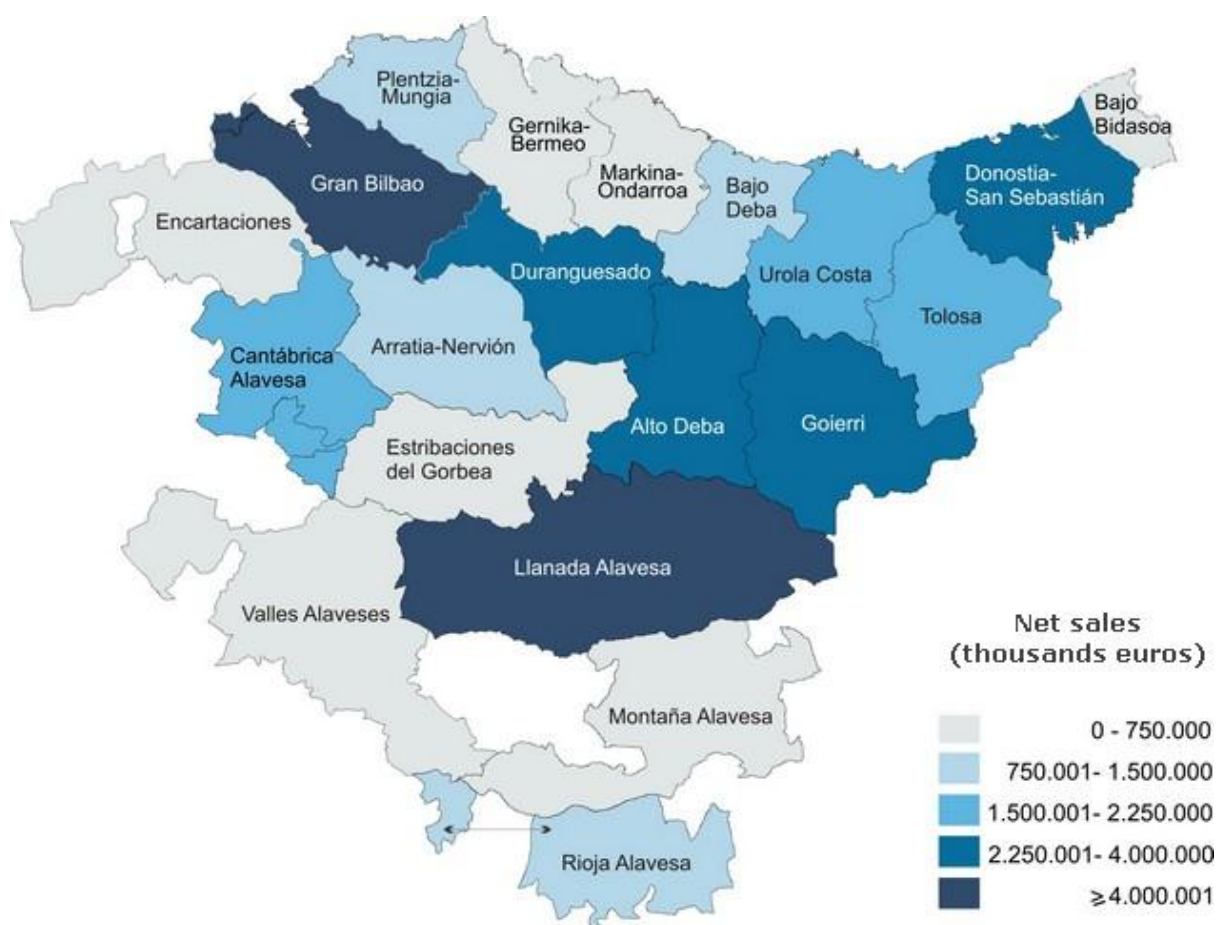 Plentzia-
Mungia
Gernika-
Bermeo
Bajo
Bidasoa
Gran Bilbao
Markina-
Ondarroa
Bajo
Deba
Donostia-
San Sebastián
Encartaciones
Duranguesado
Urola Costa
Tolosa
Cantábrica
Alavesa
Arratia-Nervión
Alto Deba
Goierri
Estribaciones
del Gorbea
Llanada Alavesa
Valles Alaveses
Montaña Alavesa
Rioja Alavesa
Net sales
(thousands euros)
0 - 750.000
750.001- 1.500.000
1.500.001- 2.250.000
2.250.001- 4.000.000
⩾4.000.001